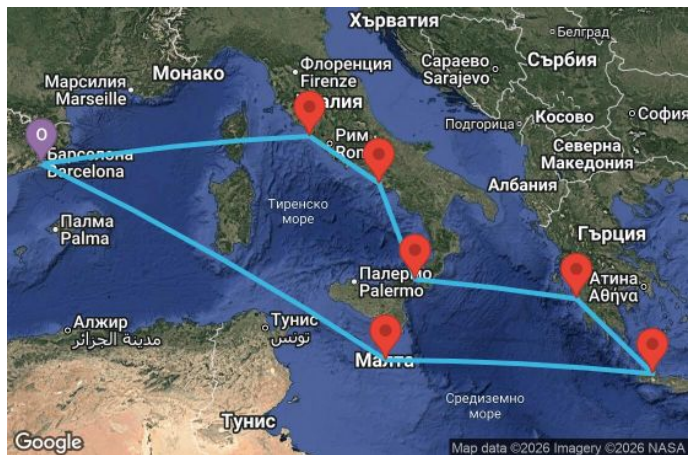 Хърватия
Белград
Флоренция
Firenze
Сараево
Sarajevo
Сърбия
Монако
Марсилия
Marseille
Подгорица
Косово
София
O
Рим
Северна
Македония
Барселона
Barcelona
Албания
Тиренско
море
Палма
Palma
Гърция
Палермо
Palermo
Атина
Αθήνα
Алжир
مدينة الجزائر
Тунис
تونس
Малта
Средиземно
море
Тунис
Google
Map data ©2026 Imagery ©2026 NASA